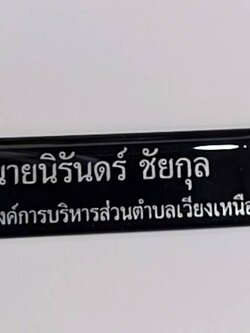 นายนิรันดร์ ชัยกุล
องค์การบริหารส่วนตำบลเวียงเหนือ